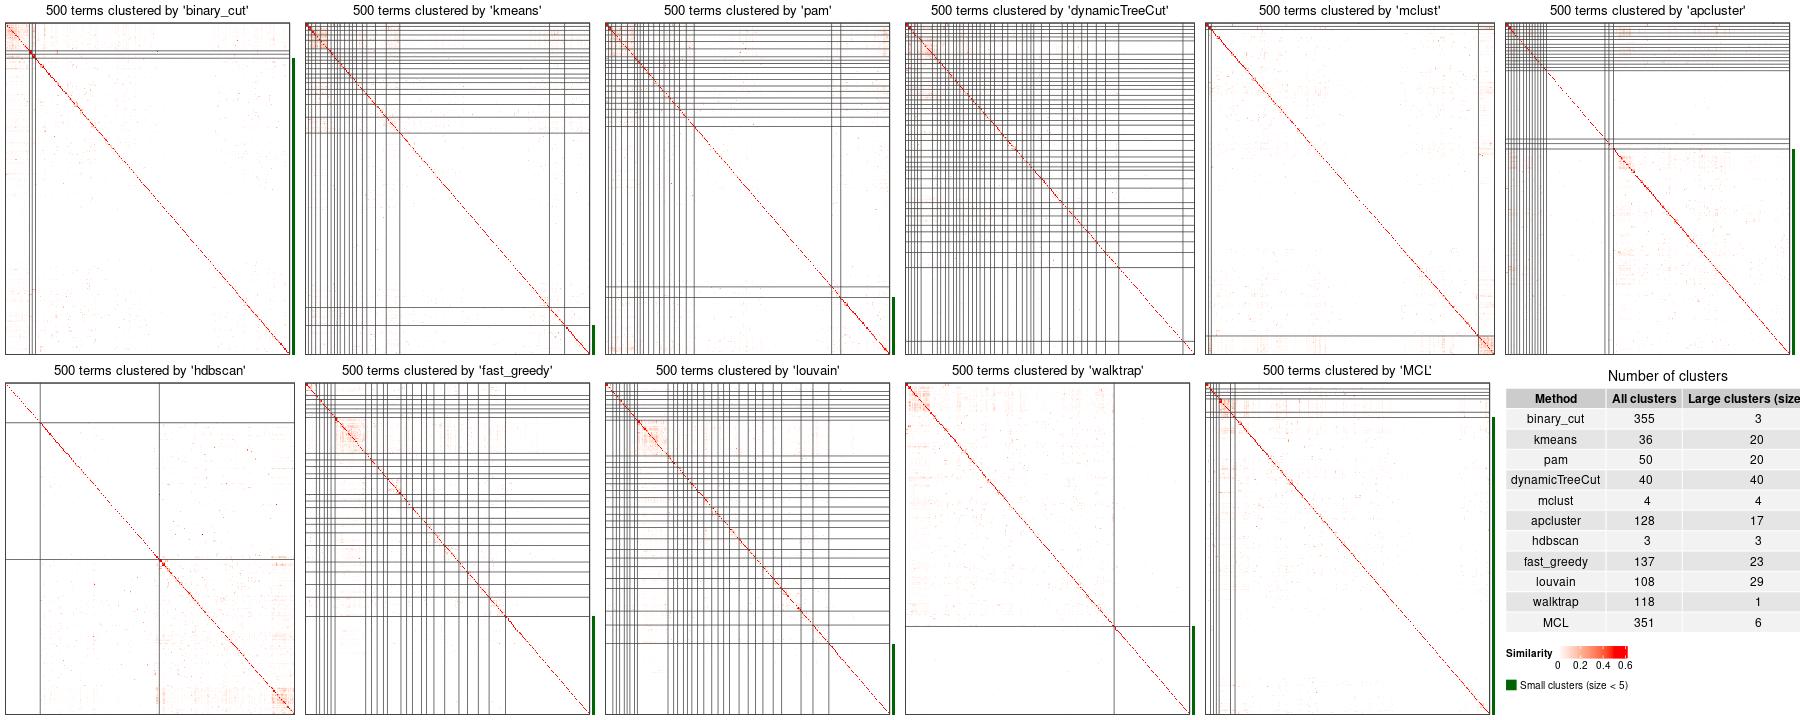 500 terms clustered by 'binary_cut'
500 terms clustered by 'kmeans'
500 terms clustered by 'pam'
500 terms clustered by 'dynamicTreeCut'
500 terms clustered by 'mclust'
500 terms clustered by 'apcluster'
500 terms clustered by 'hdbscan'
500 terms clustered by 'fast_greedy'
500 terms clustered by 'louvain'
500 terms clustered by 'walktrap'
500 terms clustered by 'MCL'
Number of clusters
Method All clusters Large clusters (size
binary_cut 355 3
kmeans 36 20
pam 50 20
dynamicTreeCut 40 40
mclust 4 4
apcluster 128 17
hdbscan 3 3
fast_greedy 137 23
louvain 108 29
walktrap 118 1
MCL 351 6
Similarity
0 0.2 0.4 0.6
Small clusters (size < 5)